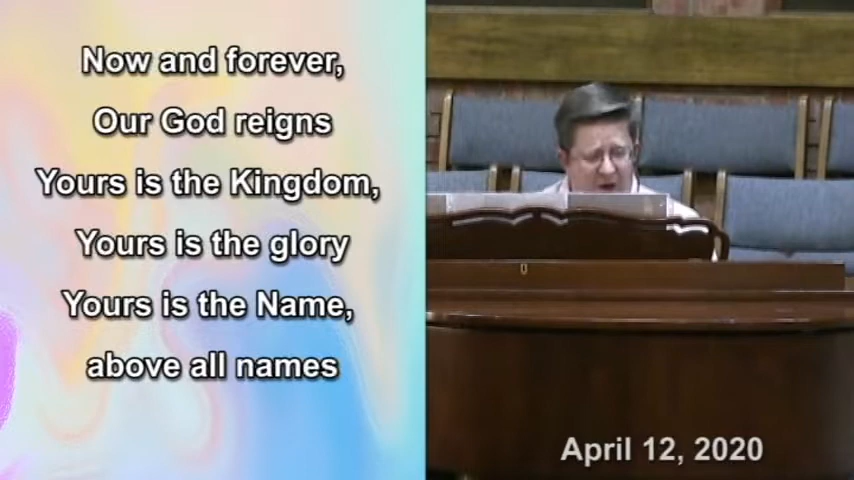 Now and forever,
Our God reigns
Yours is the Kingdom,
Yours is the glory
Yours is the Name,
above all names
April 12, 2020